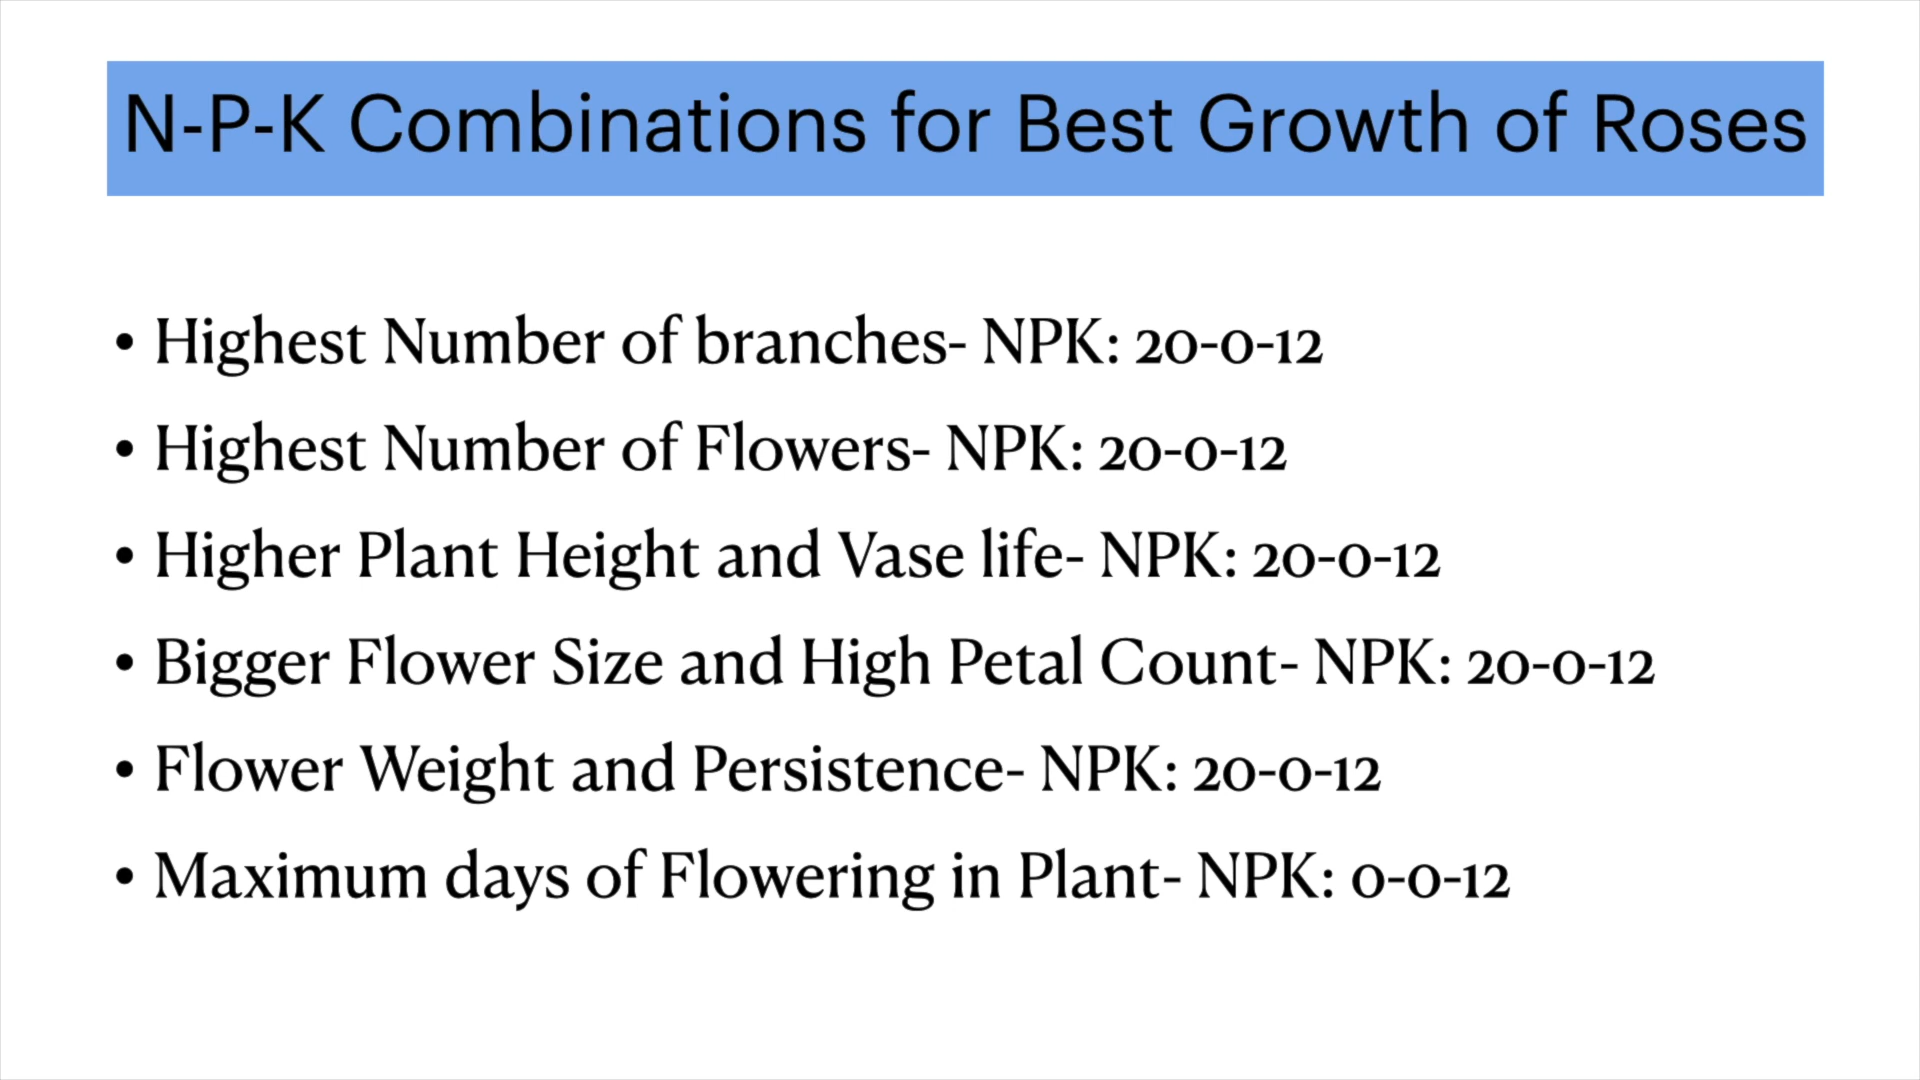 N-P-K Combinations for Best Growth of Roses
• Highest Number of branches- NPK: 20-0-12
• Highest Number of Flowers- NPK: 20-0-12
• Higher Plant Height and Vase life- NPK: 20-0-12
• Bigger Flower Size and High Petal Count- NPK: 20-0-12
• Flower Weight and Persistence- NPK: 20-0-12
• Maximum days of Flowering in Plant- NPK: 0-0-12